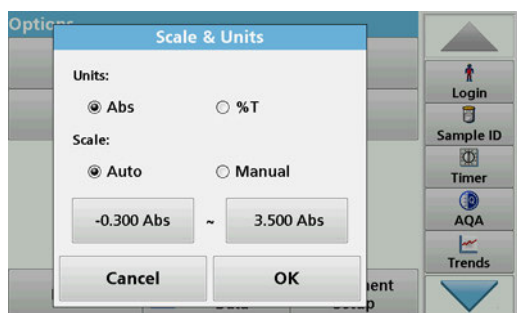 Options
Scale & Units
Units:
Abs
%T
Scale:
Auto
Manual
-0.300 Abs
~
3.500 Abs
Cancel
OK
Login
Sample ID
Timer
AQA
Trends